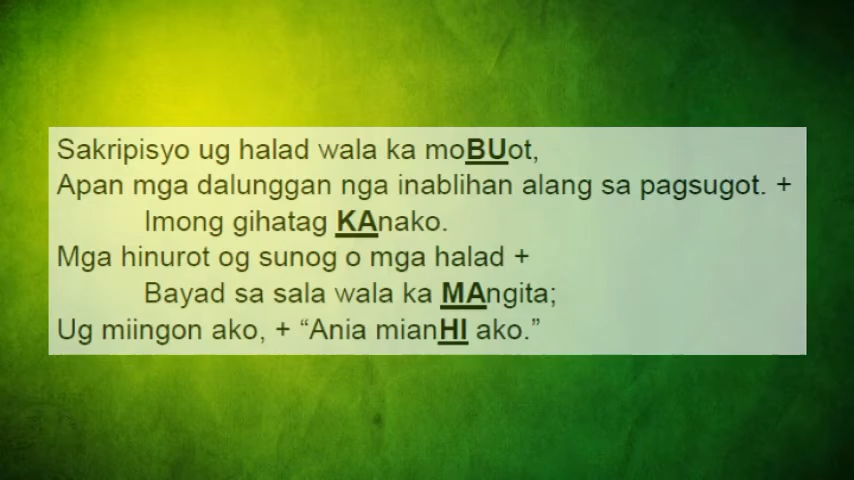 Sakripisyo ug halad wala ka moBUot,
Apan mga dalunggan nga inablihan alang sa pagsugot. +
Imong gihatag KAnako.
Mga hinurot og sunog o mga halad +
Bayad sa sala wala ka MAngita;
Ug miingon ako, + “Ania mianHI ako.”